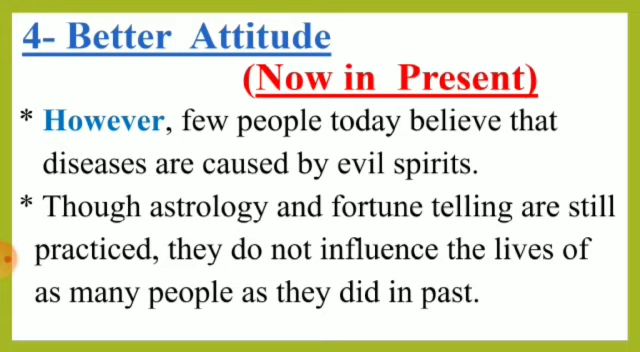 4- Better Attitude
(Now in Present)
* However, few people today believe that
diseases are caused by evil spirits.
* Though astrology and fortune telling are still
practiced, they do not influence the lives of
as many people as they did in past.